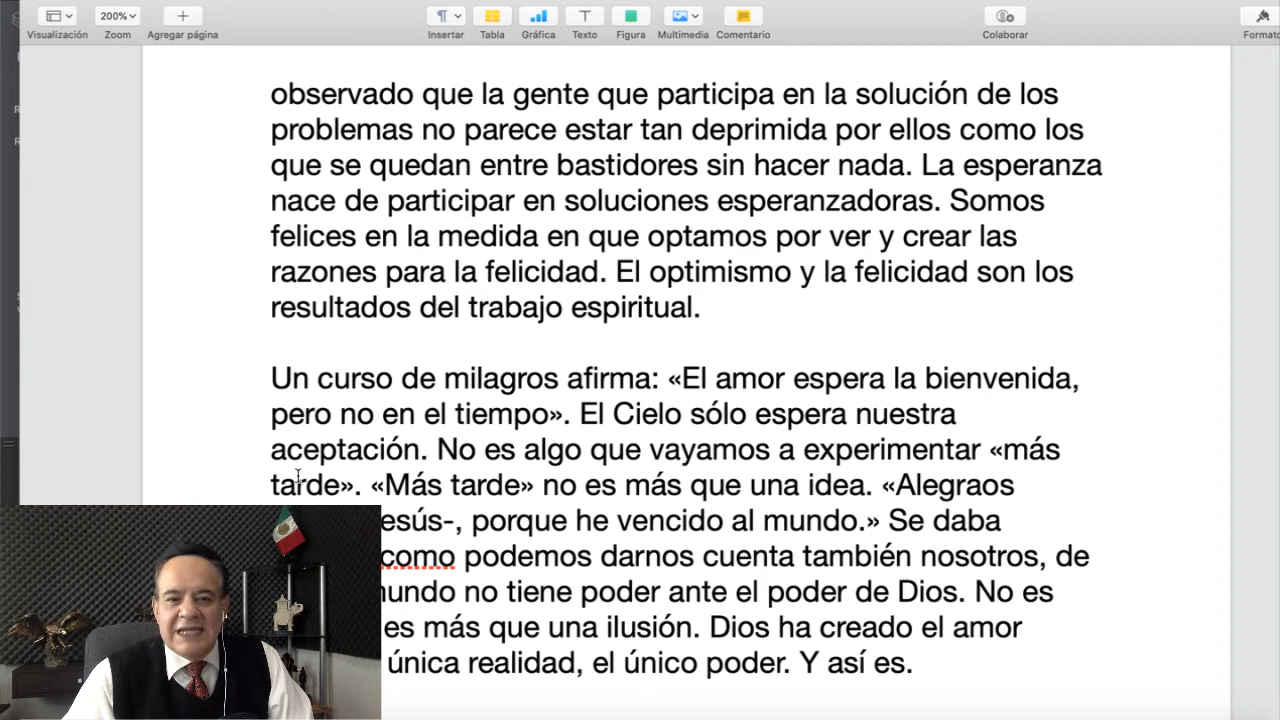 200%
Visualización Zoom Agregar página Insertar Tabla Gráfica Texto Figura Multimedia Comentario Colaborar Formato
observado que la gente que participa en la solución de los
problemas no parece estar tan deprimida por ellos como los
que se quedan entre bastidores sin hacer nada. La esperanza
nace de participar en soluciones esperanzadoras. Somos
felices en la medida en que optamos por ver y crear las
razones para la felicidad. El optimismo y la felicidad son los
resultados del trabajo espiritual.
Un curso de milagros afirma: «El amor espera la bienvenida,
pero no en el tiempo». El Cielo sólo espera nuestra
aceptación. No es algo que vayamos a experimentar «más
tarde». «Más tarde» no es más que una idea. «Alegraos
esús-, porque he vencido al mundo.» Se daba
como podemos darnos cuenta también nosotros, de
mundo no tiene poder ante el poder de Dios. No es
es más que una ilusión. Dios ha creado el amor
única realidad, el único poder. Y así es.